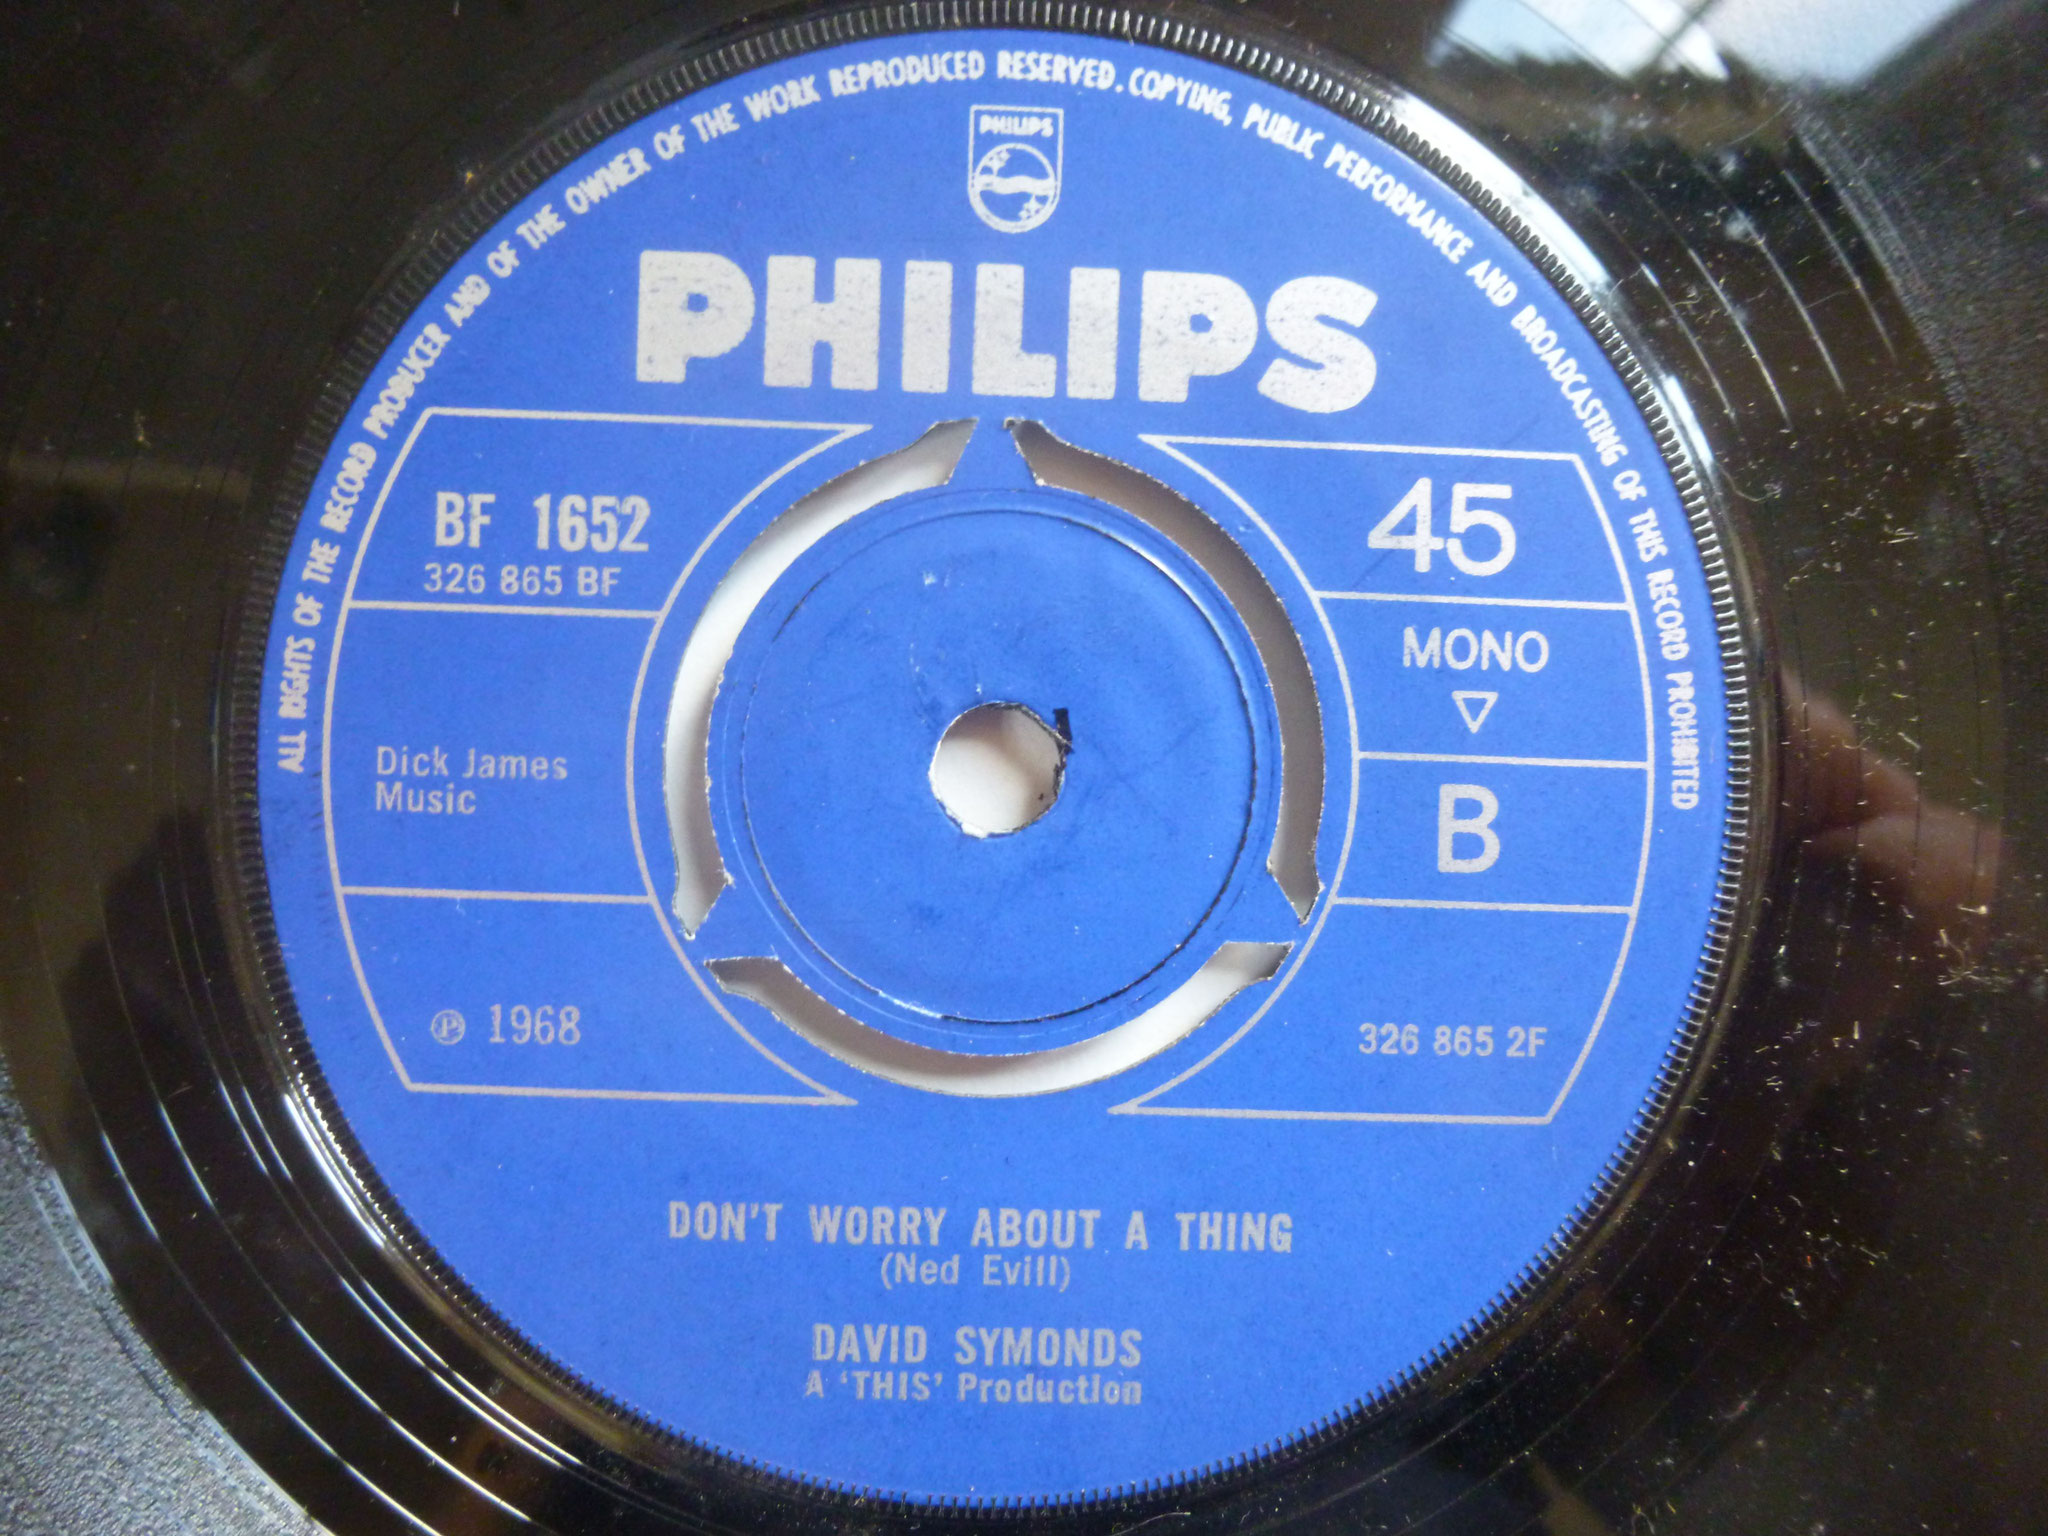 ALL RIGHTS OF THE RECORD PRODUCER AND OF THE OWNER OF THE WORK REPRODUCED RESERVED. COPYING, PUBLIC PERFORMANCE AND BROADCASTING OF THIS RECORD PROHIBITED
PHILIPS
PHILIPS
BF 1652
326 865 BF
45
MONO
Dick James
Music
B
℗ 1968
326 865 2F
DON'T WORRY ABOUT A THING
(Ned Evill)
DAVID SYMONDS
A 'THIS' Production